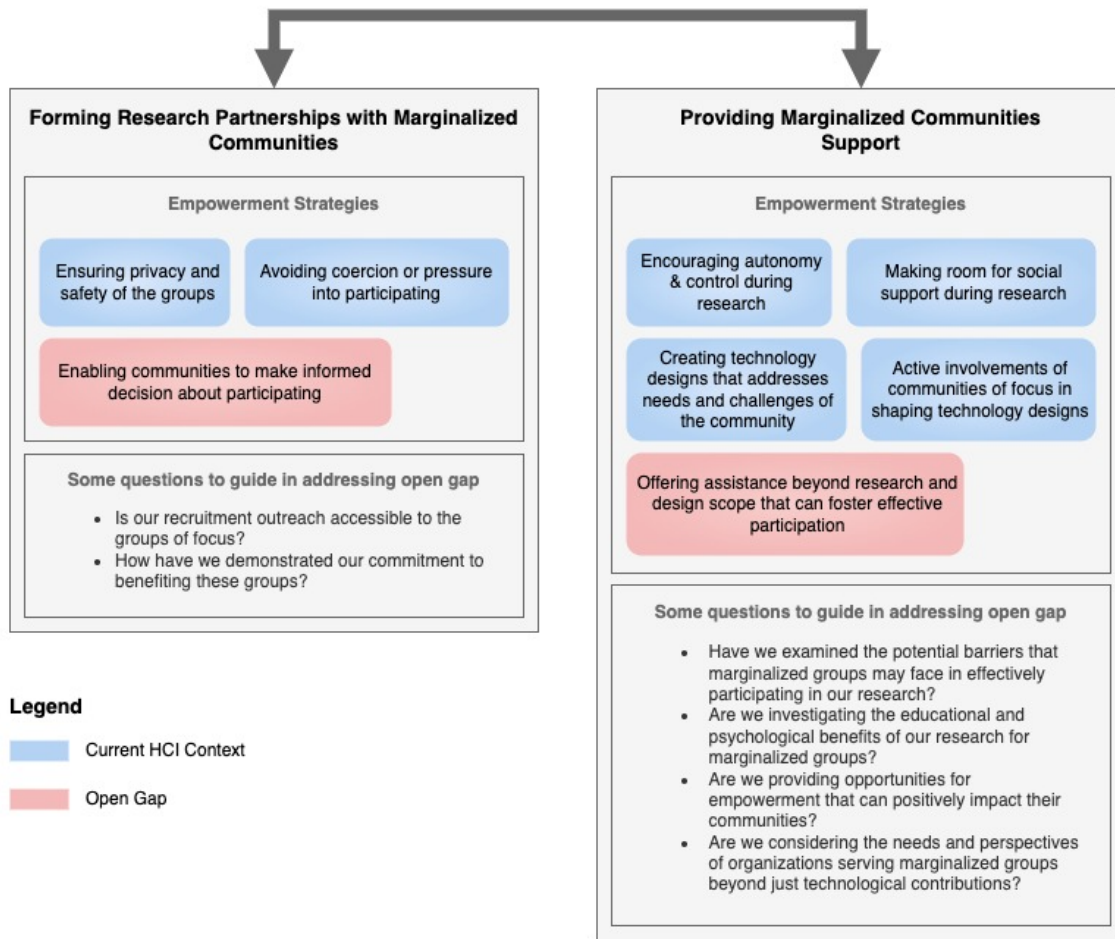 Forming Research Partnerships with Marginalized
Communities
Empowerment Strategies
Ensuring privacy and
safety of the groups
Avoiding coercion or pressure
into participating
Enabling communities to make informed
decision about participating
Some questions to guide in addressing open gap
• Is our recruitment outreach accessible to the
groups of focus?
• How have we demonstrated our commitment to
benefiting these groups?
Legend
Current HCI Context
Open Gap
Providing Marginalized Communities
Support
Empowerment Strategies
Encouraging autonomy
& control during
research
Making room for social
support during research
Creating technology
designs that addresses
needs and challenges of
the community
Active involvements of
communities of focus in
shaping technology designs
Offering assistance beyond research and
design scope that can foster effective
participation
Some questions to guide in addressing open gap
• Have we examined the potential barriers that
marginalized groups may face in effectively
participating in our research?
• Are we investigating the educational and
psychological benefits of our research for
marginalized groups?
• Are we providing opportunities for
empowerment that can positively impact their
communities?
• Are we considering the needs and perspectives
of organizations serving marginalized groups
beyond just technological contributions?